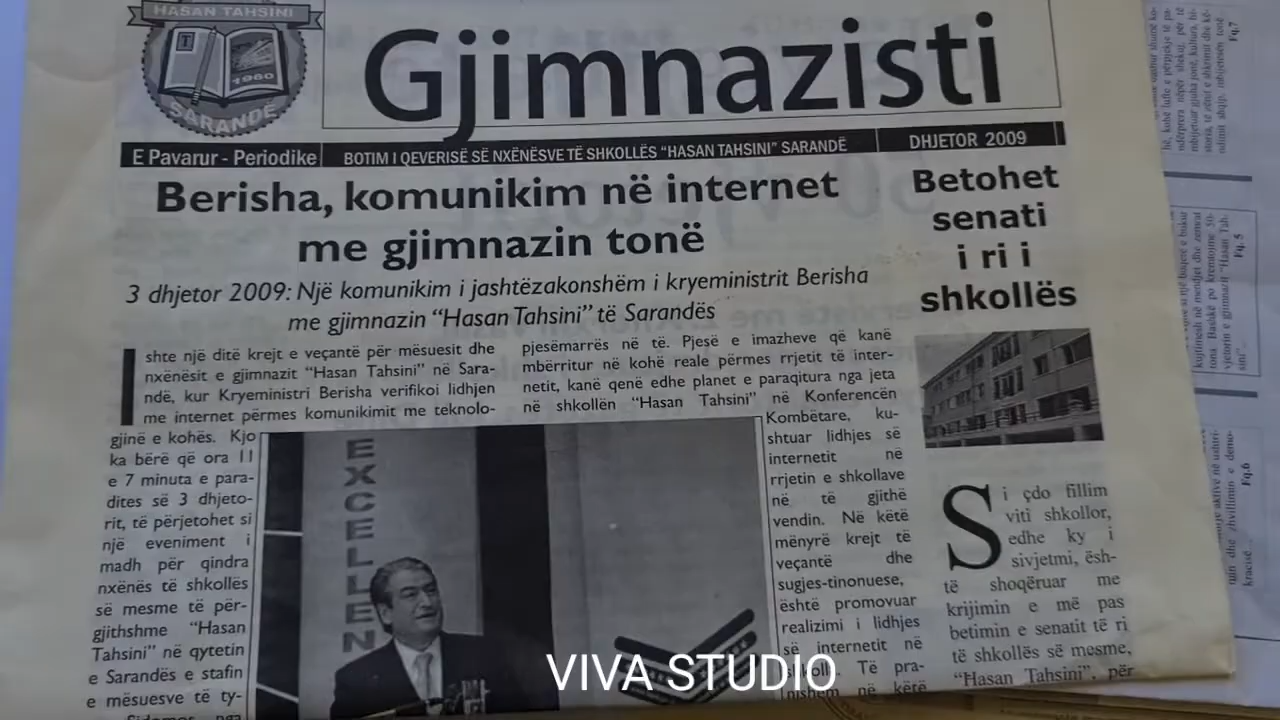 HASAN TAHSINI
1960
SARANDË
Gjimnazisti
E Pavarur - Periodike
BOTIM I QEVERISË SË NXËNËSVE TË SHKOLLËS “HASAN TAHSINI” SARANDË
DHJETOR 2009
Berisha, komunikim në internet
me gjimnazin tonë
3 dhjetor 2009: Një komunikim i jashtëzakonshëm i kryeministrit Berisha
me gjimnazin “Hasan Tahsini” të Sarandës
Ishte një ditë krejt e veçantë për mësuesit dhe
nxënësit e gjimnazit “Hasan Tahsini” në Sara-
ndë, kur Kryeministri Berisha verifikoi lidhjen
me internet përmes komunikimit me teknolo-
gjinë e kohës. Kjo
ka bërë që ora 11
e 7 minuta e para-
dites së 3 dhjeto-
rit, të përjetohet si
një eveniment i
madh për qindra
nxënës të shkollës
së mesme të për-
gjithshme “Hasan
Tahsini” në qytetin
e Sarandës e stafin
e mësuesve të ty-
pjesëmarrës në të. Pjesë e imazheve që kanë
mbërritur në kohë reale përmes rrjetit të inter-
netit, kanë qenë edhe planet e paraqitura nga jeta
në shkollën “Hasan Tahsini” në Konferencën
Kombëtare, ku-
shtuar lidhjes së
internetit në
rrjetin e shkollave
në të gjithë
vendin. Në këtë
mënyrë krejt të
veçantë dhe
sugjes-tinonuese,
është promovuar
realizimi i lidhjes
së internetit në
Të pra-
në këtë
EXCELLEN
Betohet
senati
i ri i
shkollës
Si çdo fillim
viti shkollor,
edhe ky i
sivjetmi, ësh-
të shoqëruar me
krijimin e më pas
betimin e senatit të ri
të shkollës së mesme,
“Hasan Tahsini”, për
Fq.7
Fq. 5
Fq.6
VIVA STUDIO